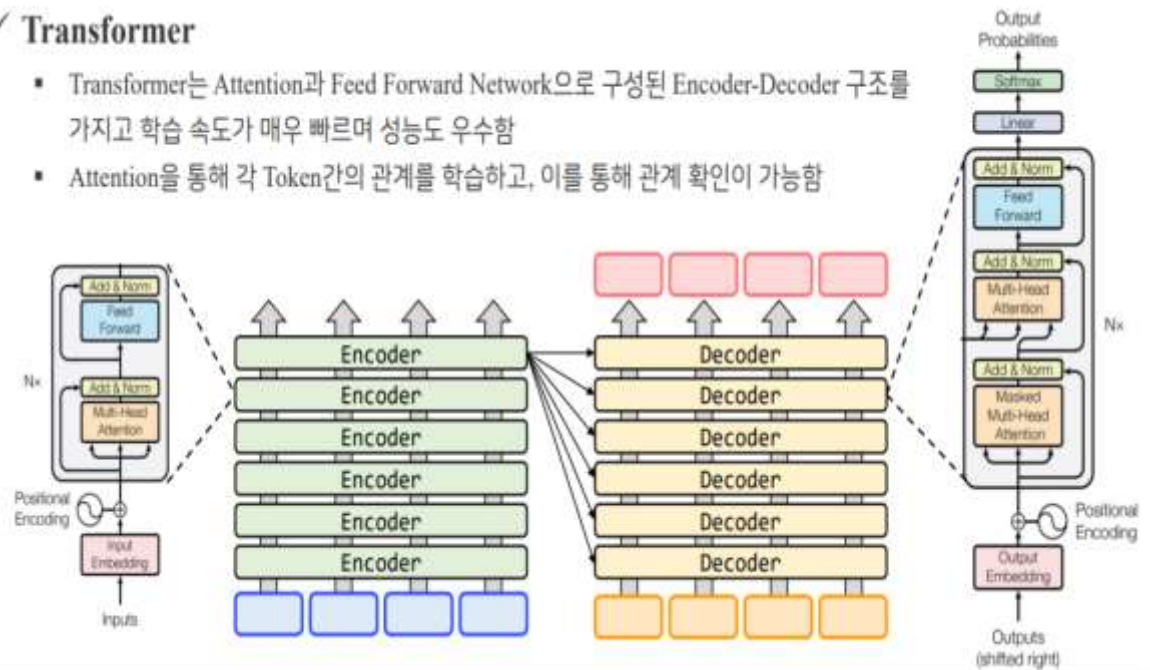 ✓ Transformer
▪ Transformer는 Attention과 Feed Forward Network으로 구성된 Encoder-Decoder 구조를
가지고 학습 속도가 매우 빠르며 성능도 우수함
▪ Attention을 통해 각 Token간의 관계를 학습하고, 이를 통해 관계 확인이 가능함
Add & Norm
Feed
Forward
Nx
Add & Norm
Multi-Head
Attention
Positional
Encoding
Input
Embedding
Inputs
Encoder
Encoder
Encoder
Encoder
Encoder
Encoder
Decoder
Decoder
Decoder
Decoder
Decoder
Decoder
Output
Probabilities
Softmax
Linear
Add & Norm
Feed
Forward
Add & Norm
Multi-Head
Attention
Nx
Add & Norm
Masked
Multi-Head
Attention
Positional
Encoding
Output
Embedding
Outputs
(shifted right)